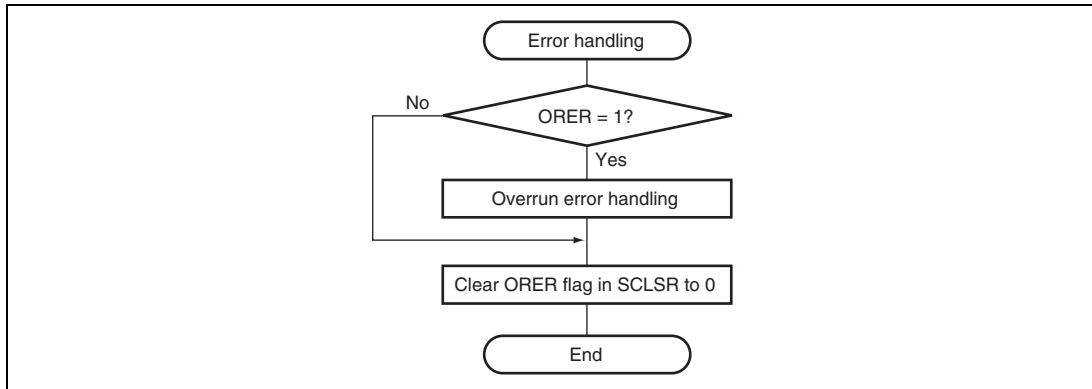 Error handling
No
ORER = 1?
Yes
Overrun error handling
Clear ORER flag in SCLSR to 0
End